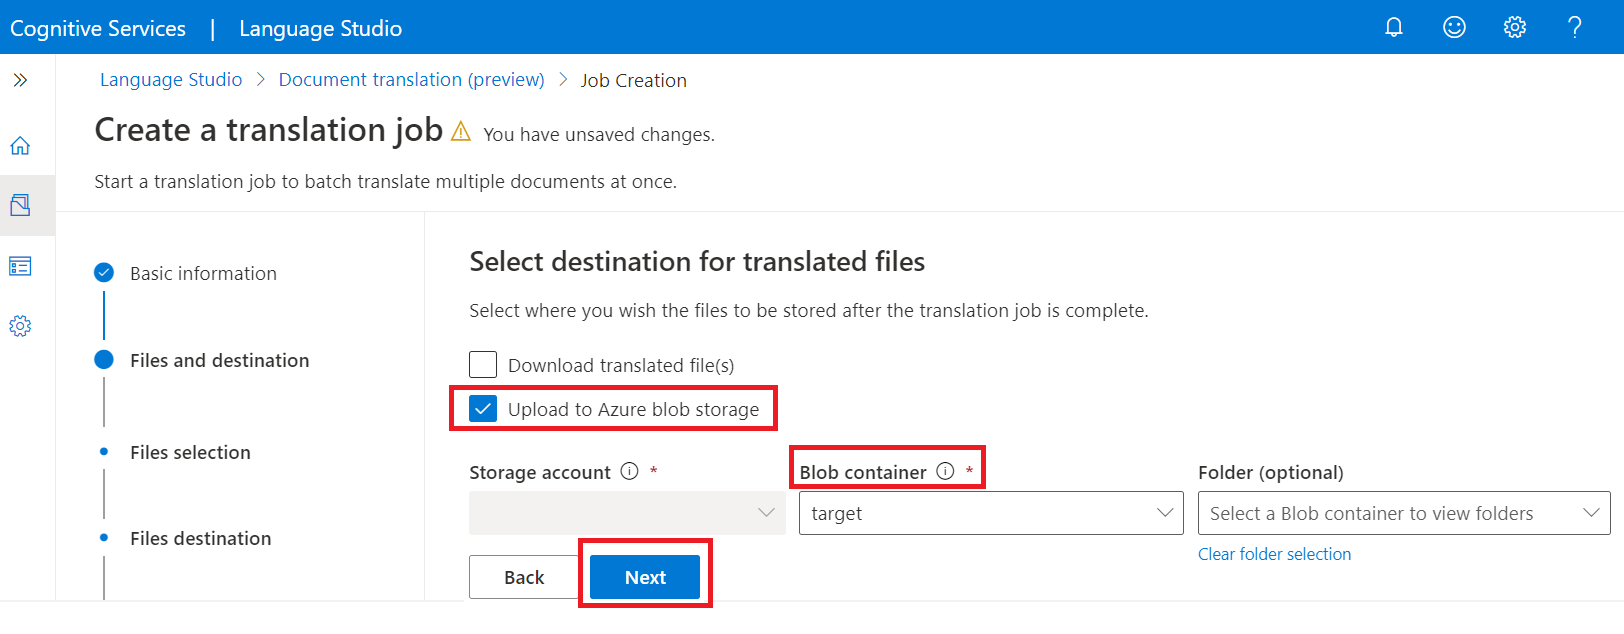 Cognitive Services | Language Studio
Language Studio > Document translation (preview) > Job Creation
Create a translation job You have unsaved changes.
Start a translation job to batch translate multiple documents at once.
Basic information
Files and destination
Files selection
Files destination
Select destination for translated files
Select where you wish the files to be stored after the translation job is complete.
Download translated file(s)
Upload to Azure blob storage
Storage account *
Blob container *
target
Folder (optional)
Select a Blob container to view folders
Clear folder selection
Back
Next